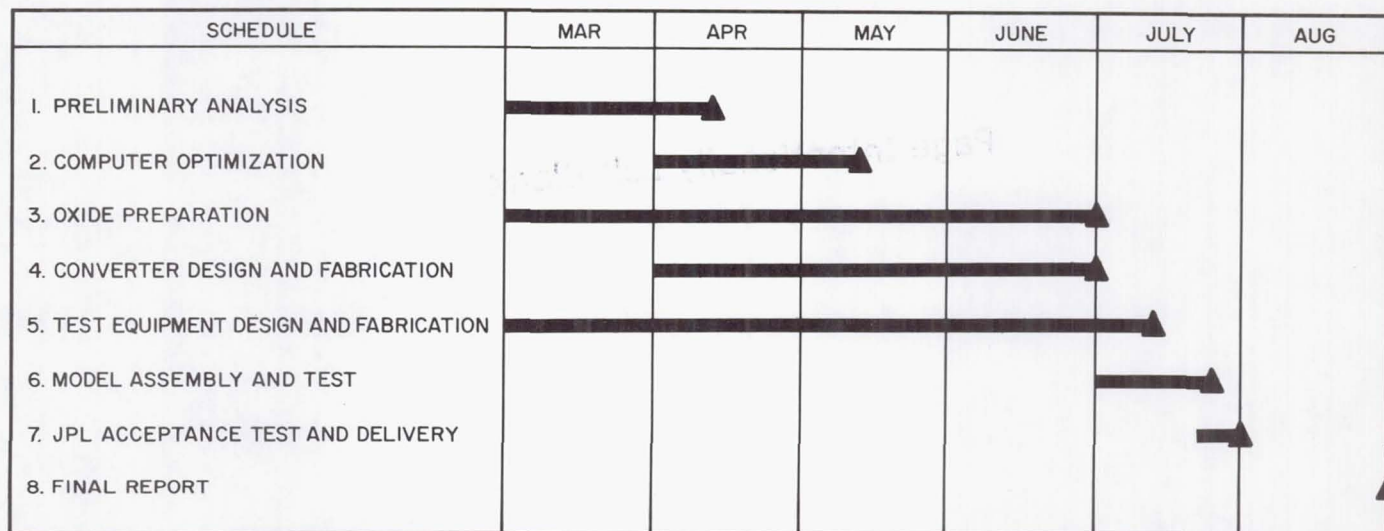 SCHEDULE MAR APR MAY JUNE JULY AUG
1. PRELIMINARY ANALYSIS
2. COMPUTER OPTIMIZATION
3. OXIDE PREPARATION
4. CONVERTER DESIGN AND FABRICATION
5. TEST EQUIPMENT DESIGN AND FABRICATION
6. MODEL ASSEMBLY AND TEST
7. JPL ACCEPTANCE TEST AND DELIVERY
8. FINAL REPORT